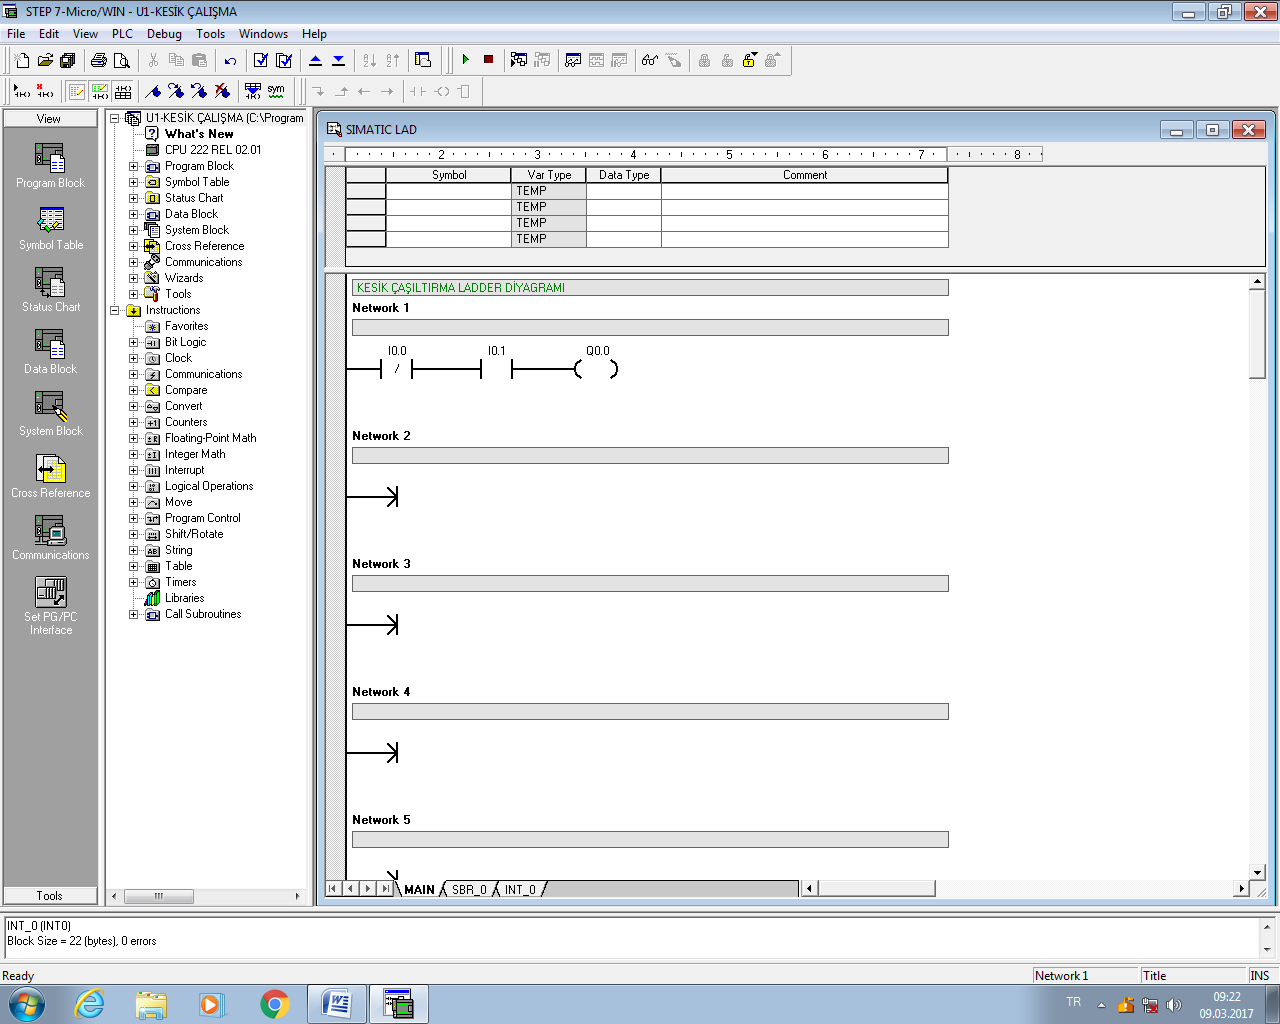 STEP 7-Micro/WIN - U1-KESİK ÇALIŞMA
File Edit View PLC Debug Tools Windows Help
View
Program Block
Symbol Table
Status Chart
Data Block
System Block
Cross Reference
Communications
Set PG/PC
Interface
Tools
U1-KESİK ÇALIŞMA (C:\Program
What's New
CPU 222 REL 02.01
Program Block
Symbol Table
Status Chart
Data Block
System Block
Cross Reference
Communications
Wizards
Tools
Instructions
Favorites
Bit Logic
Clock
Communications
Compare
Convert
Counters
Floating-Point Math
Integer Math
Interrupt
Logical Operations
Move
Program Control
Shift/Rotate
String
Table
Timers
Libraries
Call Subroutines
SIMATIC LAD
2 3 4 5 6 7 8
Symbol Var Type Data Type Comment
TEMP
TEMP
TEMP
TEMP
KESİK ÇAŞILTIRMA LADDER DİYAGRAMI
Network 1
I0.0 I0.1 Q0.0
Network 2
Network 3
Network 4
Network 5
MAIN SBR_0 INT_0
INT_0 (INT0)
Block Size = 22 (bytes), 0 errors
Ready Network 1 Title INS
TR 09:22
09.03.2017